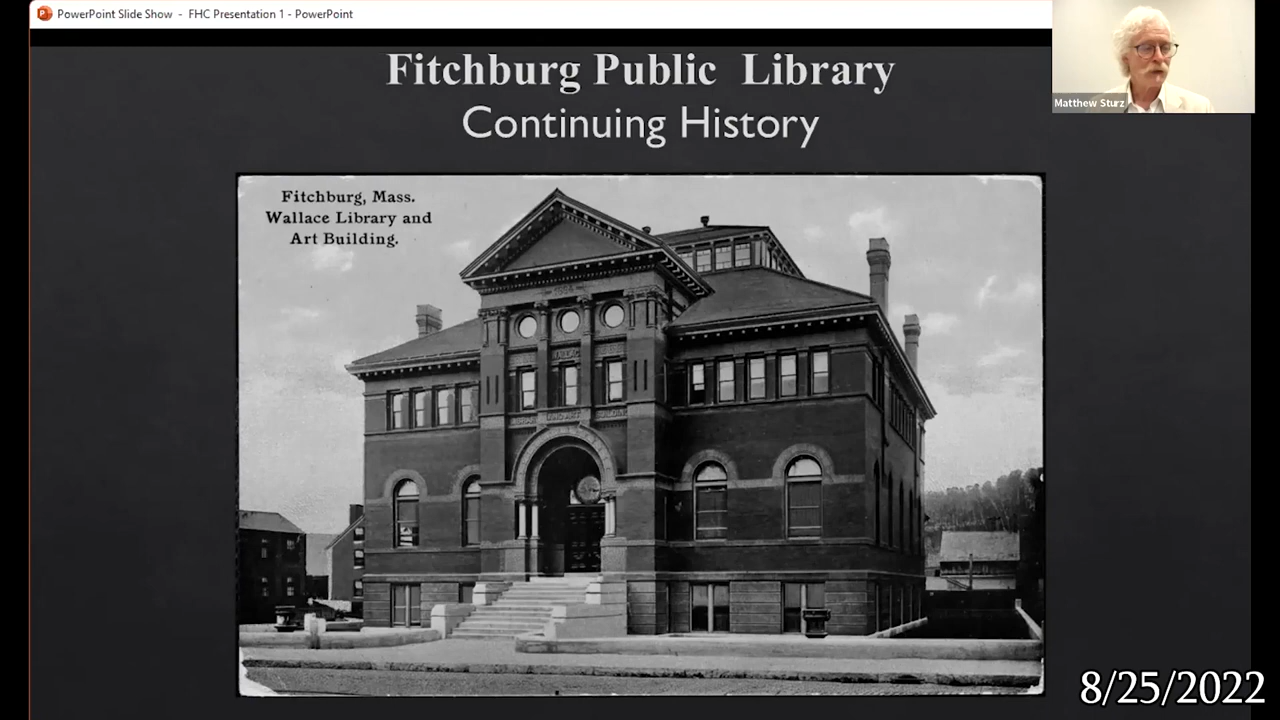 PowerPoint Slide Show - FHC Presentation 1 - PowerPoint
Fitchburg Public Library
Continuing History
Matthew Sturz
Fitchburg, Mass.
Wallace Library and
Art Building.
8/25/2022